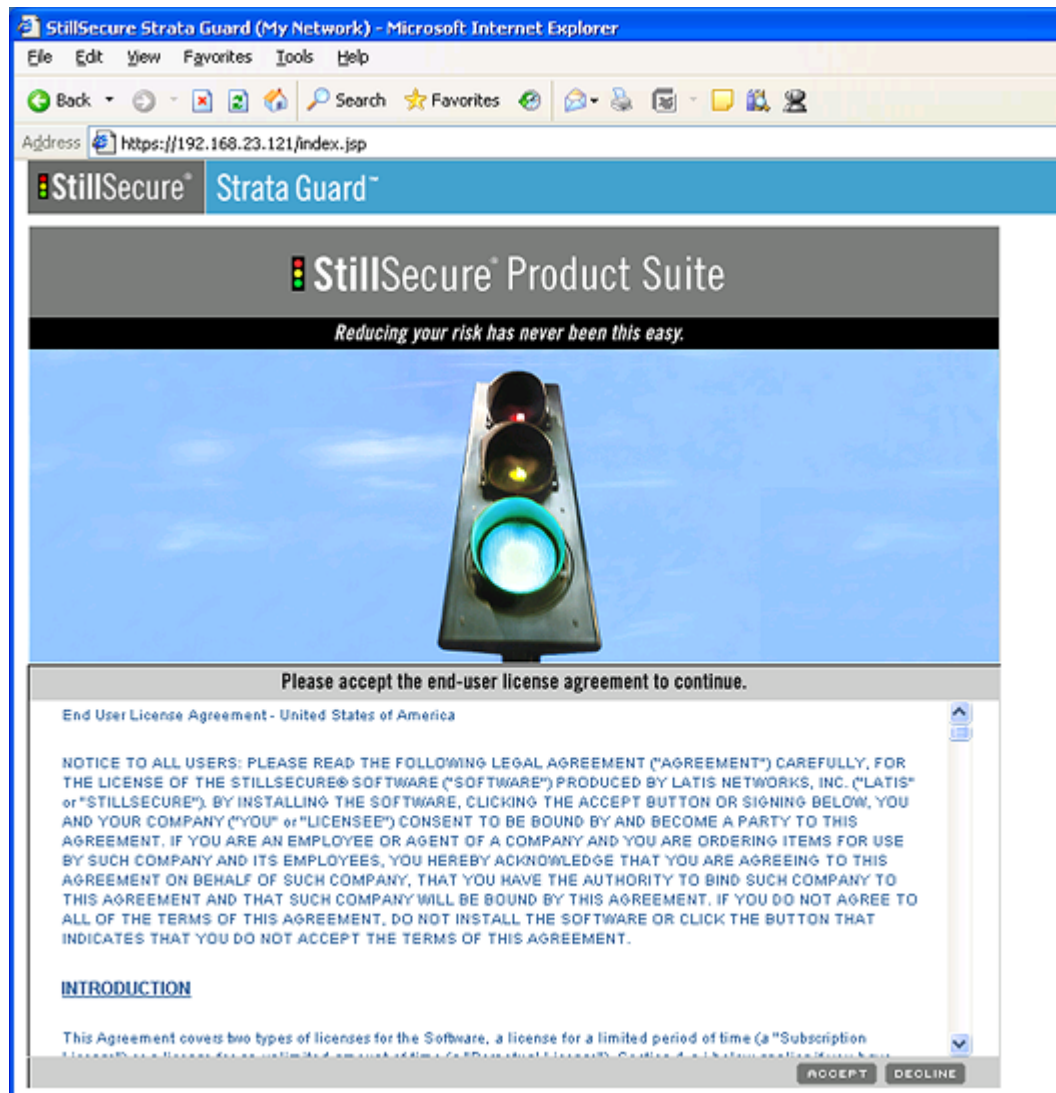 StillSecure Strata Guard (My Network) - Microsoft Internet Explorer
File Edit View Favorites Tools Help
Back Search Favorites
Address https://192.168.23.121/index.jsp
StillSecure® Strata Guard™
StillSecure® Product Suite
Reducing your risk has never been this easy.
Please accept the end-user license agreement to continue.
End User License Agreement - United States of America
NOTICE TO ALL USERS: PLEASE READ THE FOLLOWING LEGAL AGREEMENT ("AGREEMENT") CAREFULLY, FOR
THE LICENSE OF THE STILLSECURE® SOFTWARE ("SOFTWARE") PRODUCED BY LATIS NETWORKS, INC. ("LATIS"
or "STILLSECURE"). BY INSTALLING THE SOFTWARE, CLICKING THE ACCEPT BUTTON OR SIGNING BELOW, YOU
AND YOUR COMPANY ("YOU" or "LICENSEE") CONSENT TO BE BOUND BY AND BECOME A PARTY TO THIS
AGREEMENT. IF YOU ARE AN EMPLOYEE OR AGENT OF A COMPANY AND YOU ARE ORDERING ITEMS FOR USE
BY SUCH COMPANY AND ITS EMPLOYEES, YOU HEREBY ACKNOWLEDGE THAT YOU ARE AGREEING TO THIS
AGREEMENT ON BEHALF OF SUCH COMPANY, THAT YOU HAVE THE AUTHORITY TO BIND SUCH COMPANY TO
THIS AGREEMENT AND THAT SUCH COMPANY WILL BE BOUND BY THIS AGREEMENT. IF YOU DO NOT AGREE TO
ALL OF THE TERMS OF THIS AGREEMENT, DO NOT INSTALL THE SOFTWARE OR CLICK THE BUTTON THAT
INDICATES THAT YOU DO NOT ACCEPT THE TERMS OF THIS AGREEMENT.
INTRODUCTION
This Agreement covers two types of licenses for the Software, a license for a limited period of time (a "Subscription
ACCEPT DECLINE